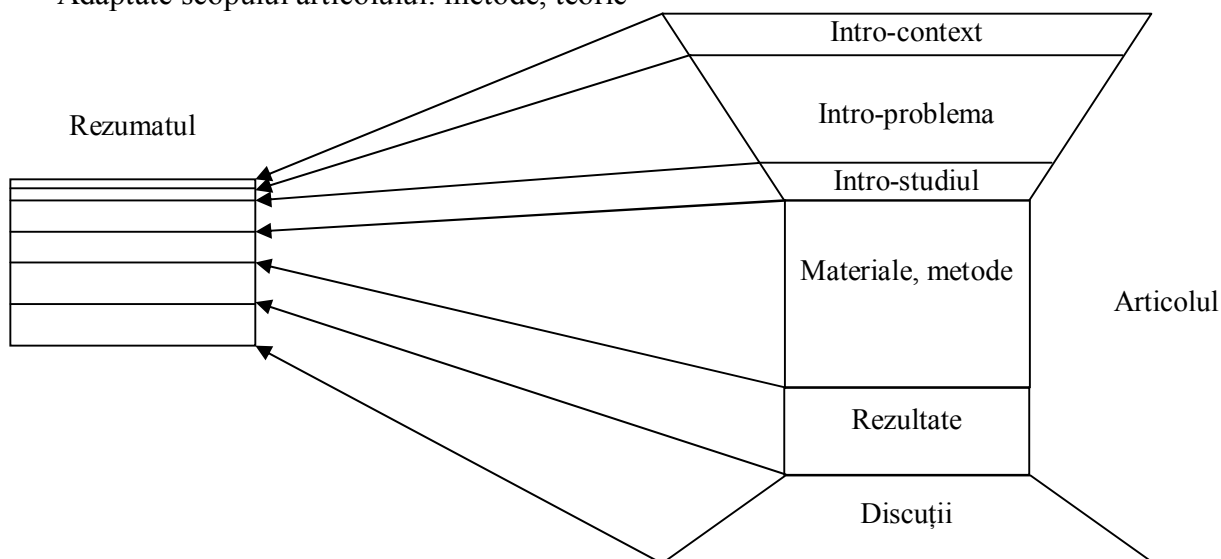 Adaptate scopului articolului: metode, teorie
Intro-context
Intro-problema
Rezumatul
Intro-studiul
Materiale, metode
Articolul
Rezultate
Discuții